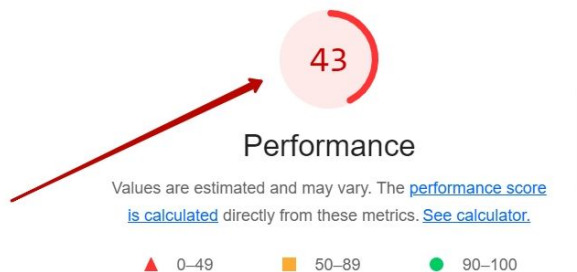 43
Performance
Values are estimated and may vary. The performance score
is calculated directly from these metrics. See calculator.
0–49 50–89 90–100